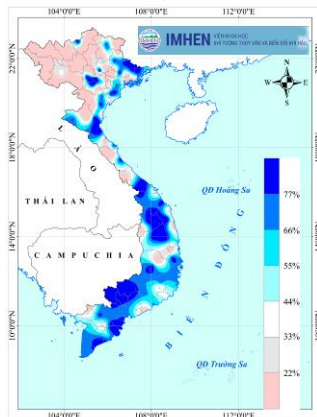 104°0'0"E 108°0'0"E 112°0'0"E
IMHEN VIỆN KHOA HỌC
KHÍ TƯỢNG THỦY VĂN VÀ BIẾN ĐỔI KHÍ HẬU
22°0'0"N
N
W E
S
LÀO
18°0'0"N
QĐ Hoàng Sa
THÁI LAN
14°0'0"N
CAMPUCHIA
BIỂN ĐÔNG
10°0'0"N
QĐ Trường Sa
77%
66%
55%
44%
33%
22%
104°0'0"E 108°0'0"E 112°0'0"E